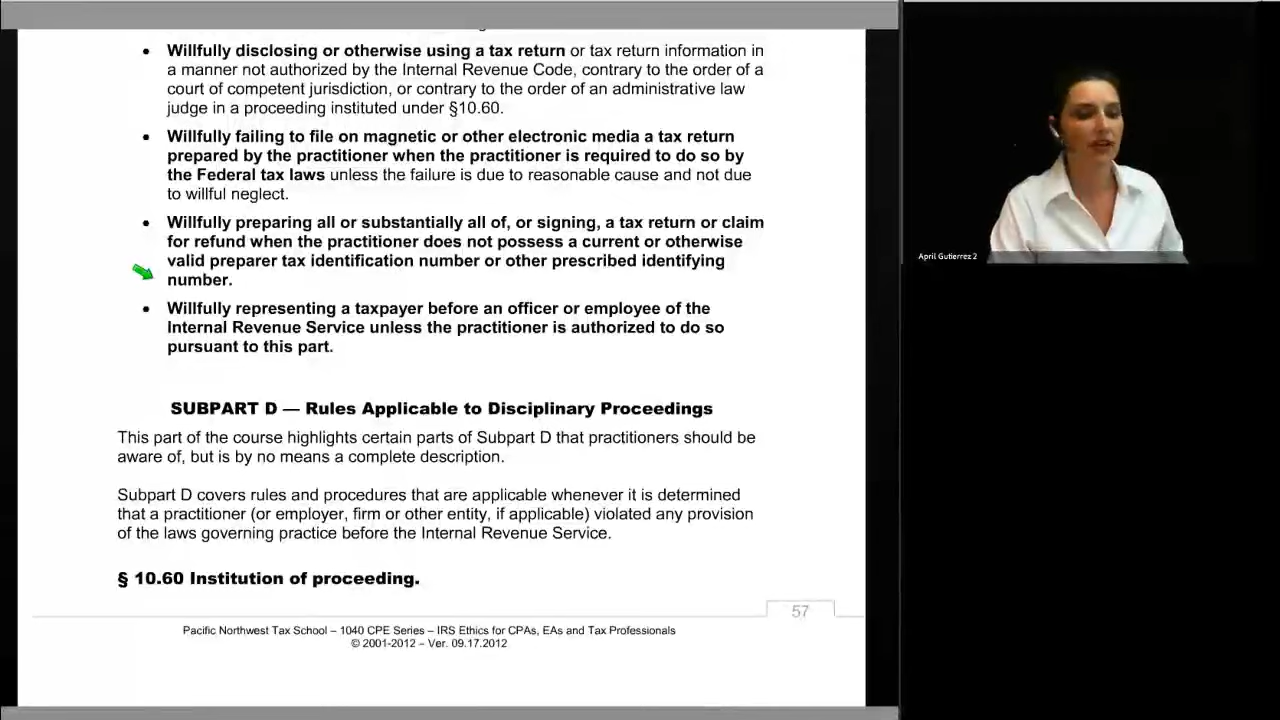 Willfully disclosing or otherwise using a tax return or tax return information in
a manner not authorized by the Internal Revenue Code, contrary to the order of a
court of competent jurisdiction, or contrary to the order of an administrative law
judge in a proceeding instituted under §10.60.
Willfully failing to file on magnetic or other electronic media a tax return
prepared by the practitioner when the practitioner is required to do so by
the Federal tax laws unless the failure is due to reasonable cause and not due
to willful neglect.
Willfully preparing all or substantially all of, or signing, a tax return or claim
for refund when the practitioner does not possess a current or otherwise
valid preparer tax identification number or other prescribed identifying
number.
Willfully representing a taxpayer before an officer or employee of the
Internal Revenue Service unless the practitioner is authorized to do so
pursuant to this part.
SUBPART D — Rules Applicable to Disciplinary Proceedings
This part of the course highlights certain parts of Subpart D that practitioners should be
aware of, but is by no means a complete description.
Subpart D covers rules and procedures that are applicable whenever it is determined
that a practitioner (or employer, firm or other entity, if applicable) violated any provision
of the laws governing practice before the Internal Revenue Service.
§ 10.60 Institution of proceeding.
57
Pacific Northwest Tax School – 1040 CPE Series – IRS Ethics for CPAs, EAs and Tax Professionals
© 2001-2012 – Ver. 09.17.2012
April Gutierrez 2